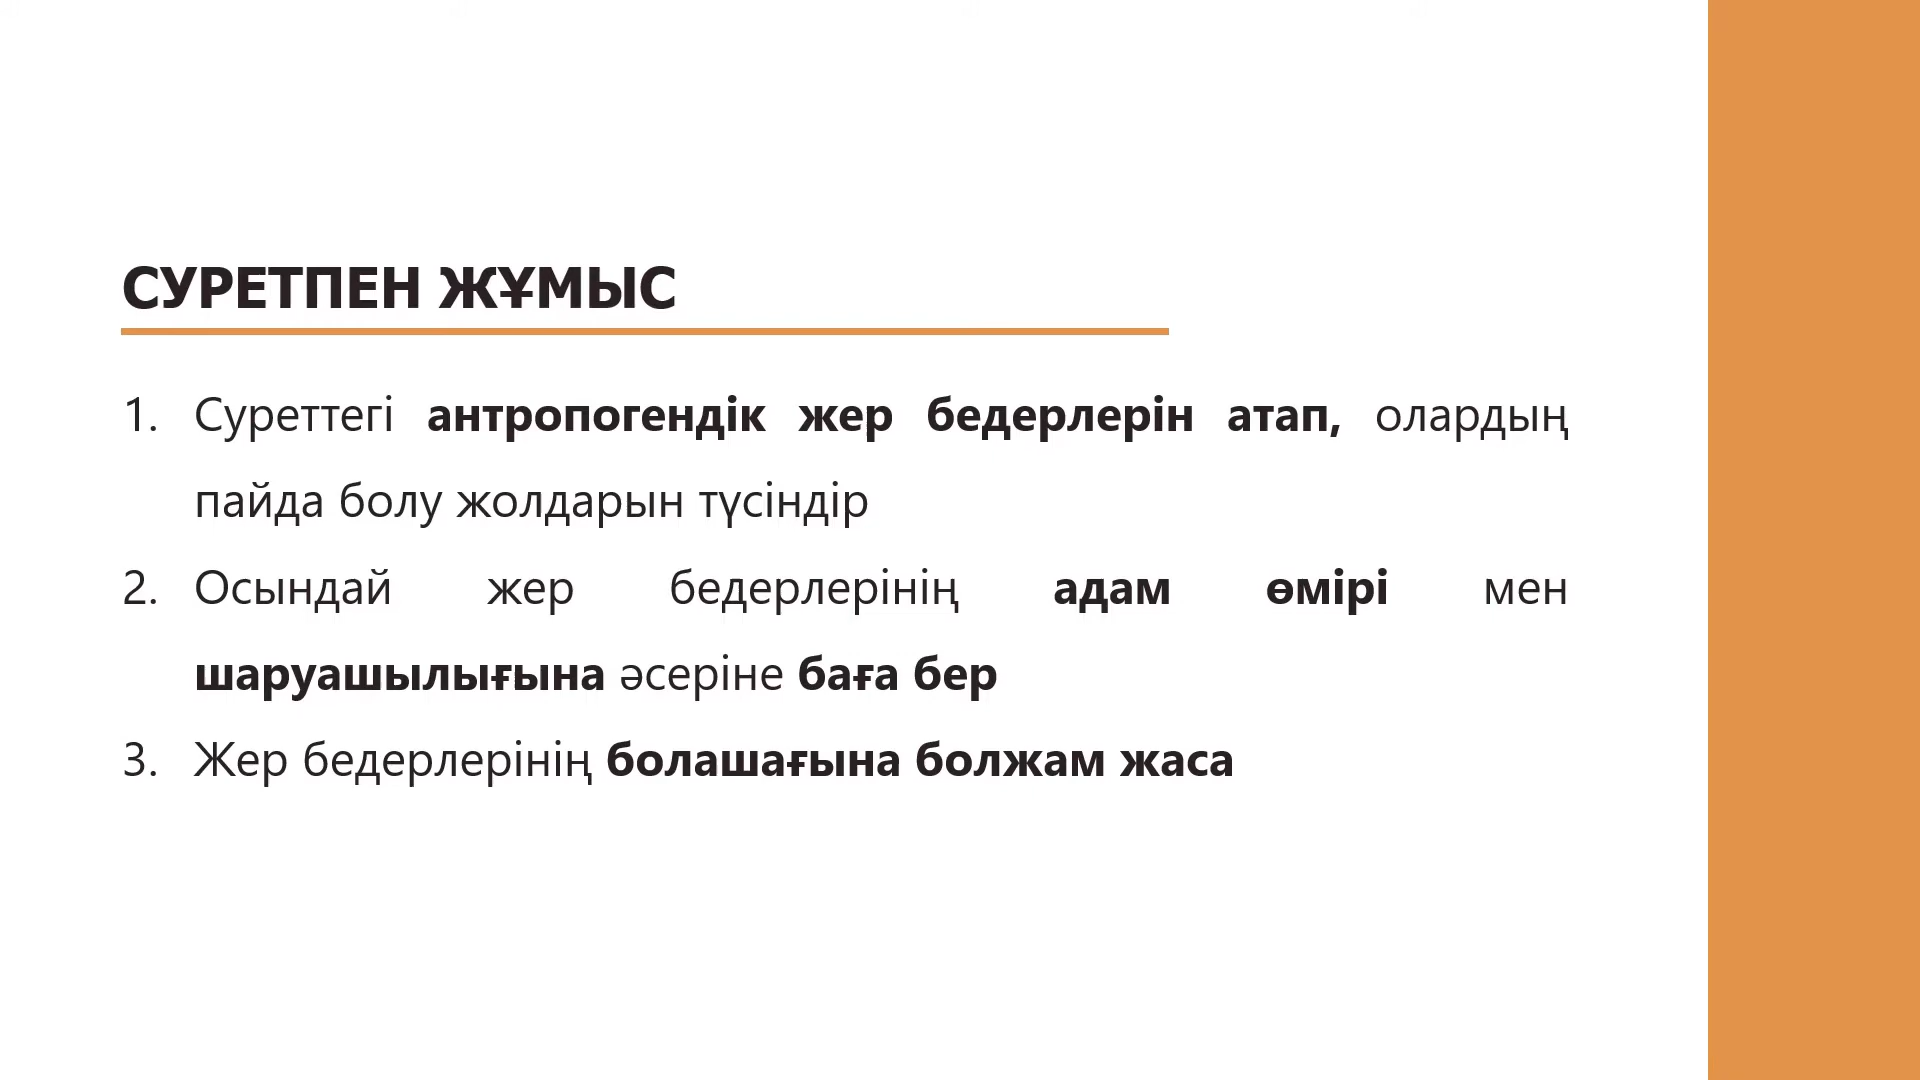 СУРЕТПЕН ЖҰМЫС
1. Суреттегі антропогендік жер бедерлерін атап, олардың
пайда болу жолдарын түсіндір
2. Осындай жер бедерлерінің адам өмірі мен
шаруашылығына әсеріне баға бер
3. Жер бедерлерінің болашағына болжам жаса